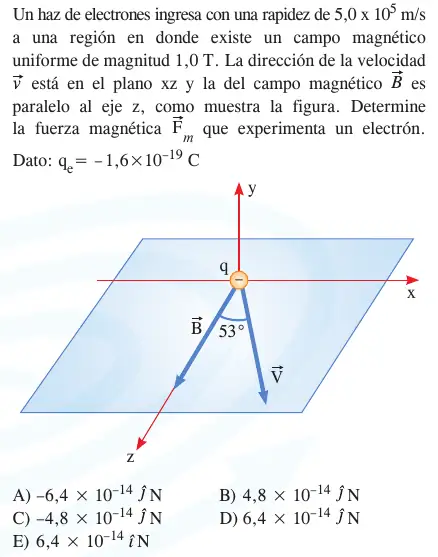 Un haz de electrones ingresa con una rapidez de 5,0 x 10⁵ m/s
a una región en donde existe un campo magnético
uniforme de magnitud 1,0 T. La dirección de la velocidad
v⃗ está en el plano xz y la del campo magnético B⃗ es
paralelo al eje z, como muestra la figura. Determine
la fuerza magnética F⃗ₘ que experimenta un electrón.
Dato: qₑ= –1,6×10⁻¹⁹ C
y
q
–
x
B⃗ 53°
V⃗
z
A) –6,4 × 10⁻¹⁴ ĵ N B) 4,8 × 10⁻¹⁴ ĵ N
C) –4,8 × 10⁻¹⁴ ĵ N D) 6,4 × 10⁻¹⁴ ĵ N
E) 6,4 × 10⁻¹⁴ î N